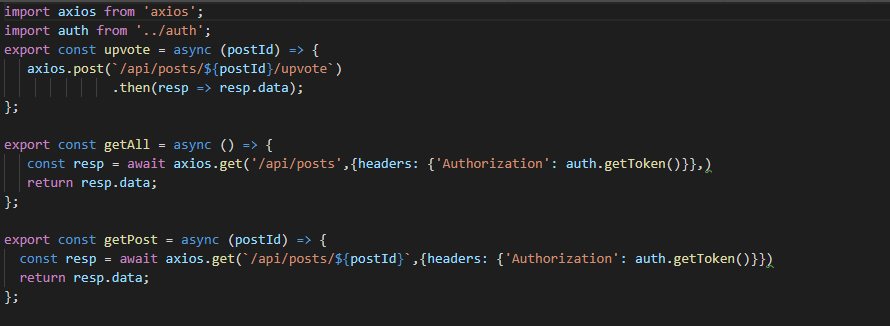 import axios from 'axios';
import auth from '../auth';
export const upvote = async (postId) => {
axios.post(`/api/posts/${postId}/upvote`)
.then(resp => resp.data);
};
export const getAll = async () => {
const resp = await axios.get('/api/posts',{headers: {'Authorization': auth.getToken()}},)
return resp.data;
};
export const getPost = async (postId) => {
const resp = await axios.get(`/api/posts/${postId}`,{headers: {'Authorization': auth.getToken()}})
return resp.data;
};